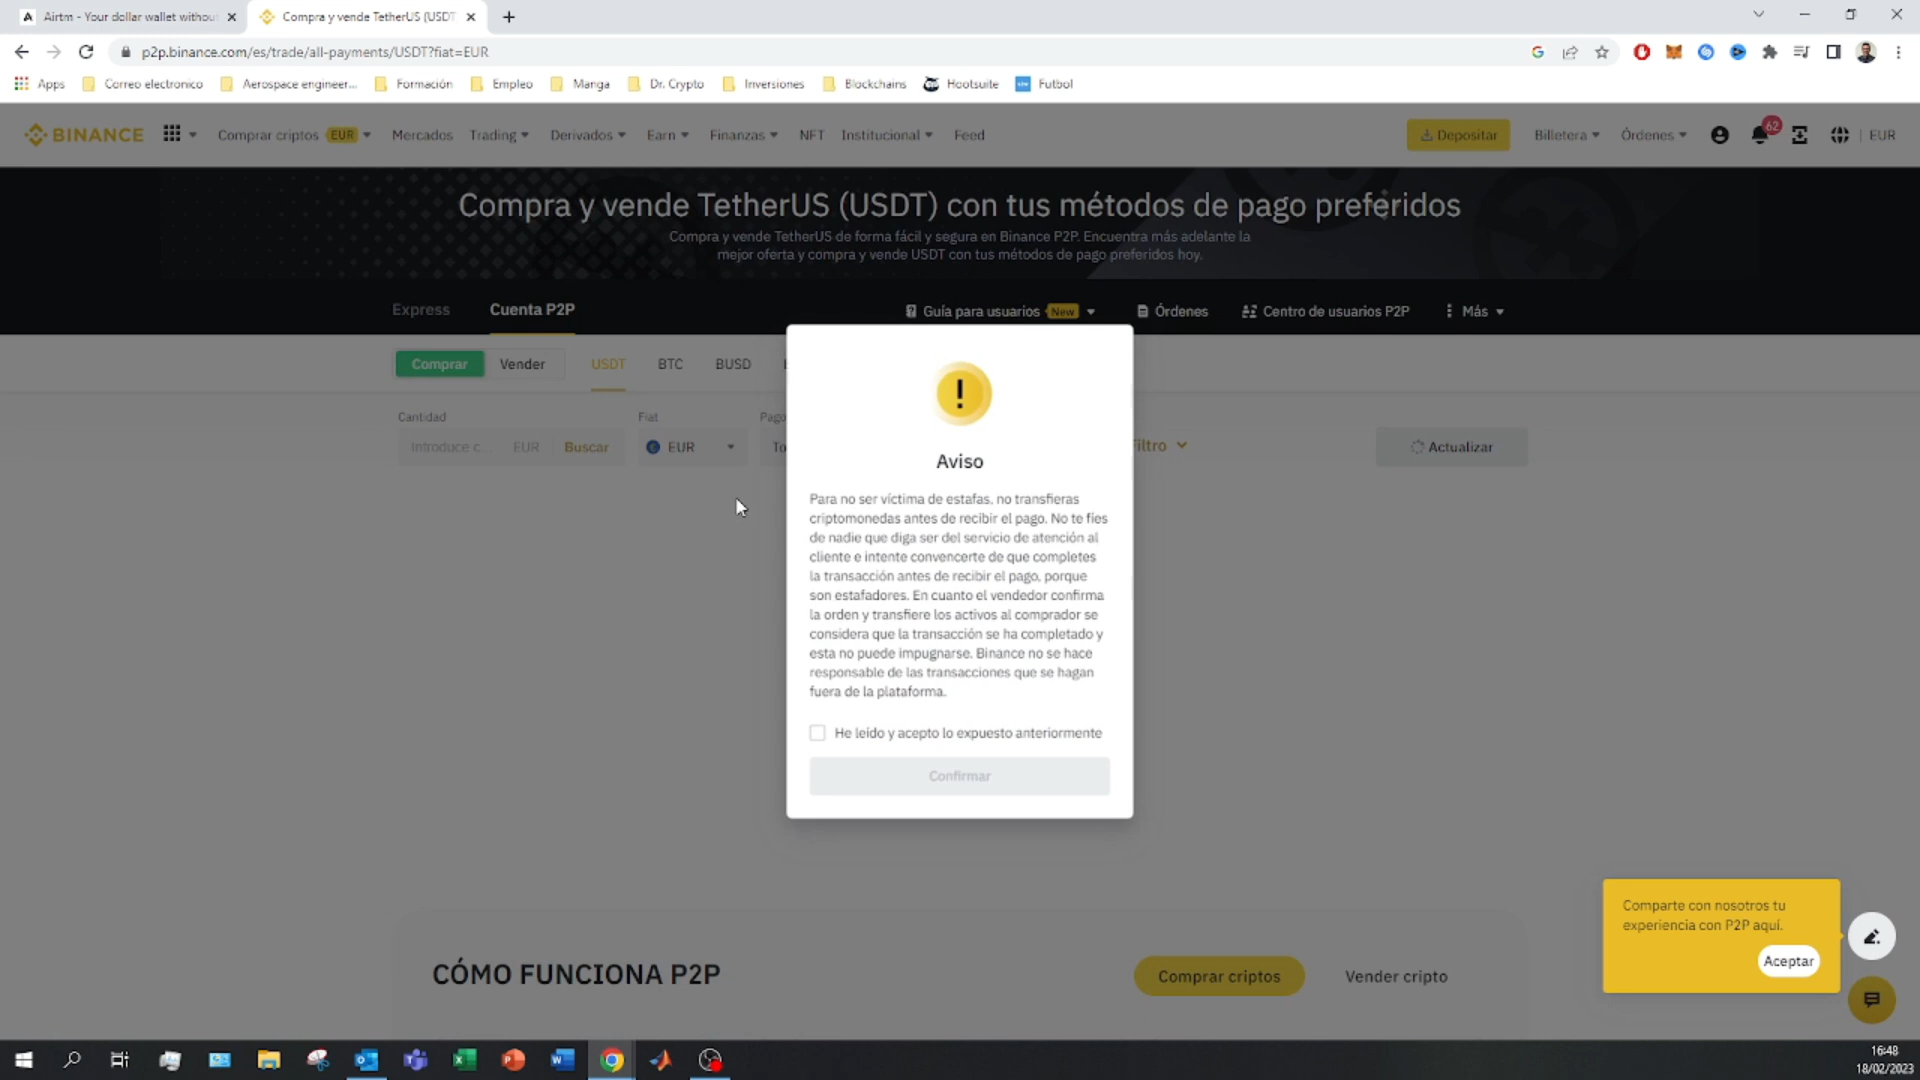 Airtm - Your dollar wallet withou
Compra y vende TetherUS (USDT
p2p.binance.com/es/trade/all-payments/USDT?fiat=EUR
Apps
Correo electronico
Aerospace engineer...
Formación
Empleo
Manga
Dr. Crypto
Inversiones
Blockchains
Hootsuite
Futbol
BINANCE
Comprar criptos EUR
Mercados
Trading
Derivados
Earn
Finanzas
NFT
Institucional
Feed
Depositar
Billetera
Órdenes
62
EUR
Compra y vende TetherUS (USDT) con tus métodos de pago preferidos
Compra y vende TetherUS de forma fácil y segura en Binance P2P. Encuentra más adelante la
mejor oferta y compra y vende USDT con tus métodos de pago preferidos hoy.
Express
Cuenta P2P
Guía para usuarios New
Órdenes
Centro de usuarios P2P
Más
Comprar
Vender
USDT
BTC
BUSD
Cantidad
Fiat
Pago
Introduce c...
EUR
Buscar
EUR
To
iltro
Actualizar
Aviso
Para no ser víctima de estafas, no transfieras
criptomonedas antes de recibir el pago. No te fíes
de nadie que diga ser del servicio de atención al
cliente e intente convencerte de que completes
la transacción antes de recibir el pago, porque
son estafadores. En cuanto el vendedor confirma
la orden y transfiere los activos al comprador se
considera que la transacción se ha completado y
esta no puede impugnarse. Binance no se hace
responsable de las transacciones que se hagan
fuera de la plataforma.
He leído y acepto lo expuesto anteriormente
Confirmar
Comparte con nosotros tu
experiencia con P2P aquí.
Aceptar
CÓMO FUNCIONA P2P
Comprar criptos
Vender cripto
16:48
18/02/2023